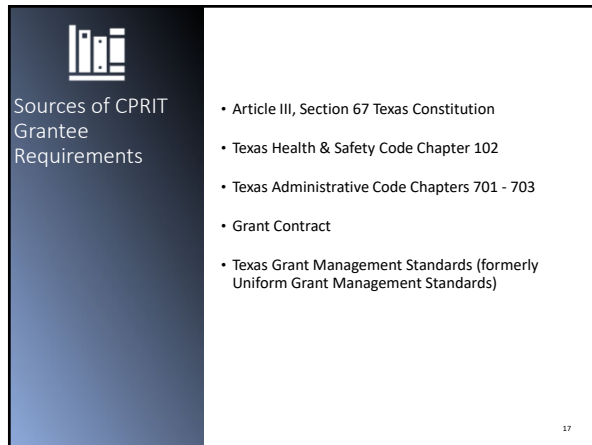 Sources of CPRIT
Grantee
Requirements
• Article III, Section 67 Texas Constitution
• Texas Health & Safety Code Chapter 102
• Texas Administrative Code Chapters 701 - 703
• Grant Contract
• Texas Grant Management Standards (formerly
Uniform Grant Management Standards)
17